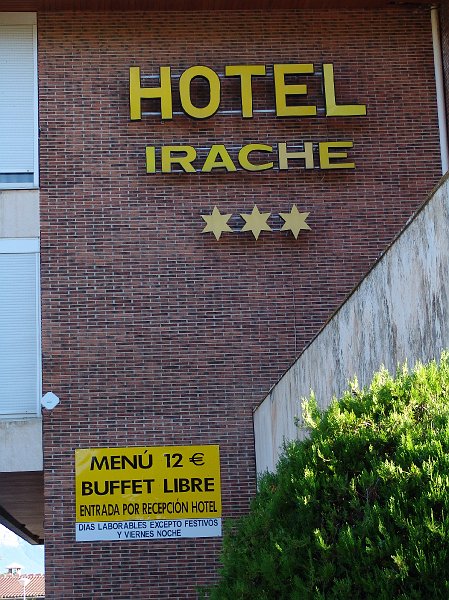 HOTEL
IRACHE
MENÚ 12 €
BUFFET LIBRE
ENTRADA POR RECEPCIÓN HOTEL
DIAS LABORABLES EXCEPTO FESTIVOS
Y VIERNES NOCHE